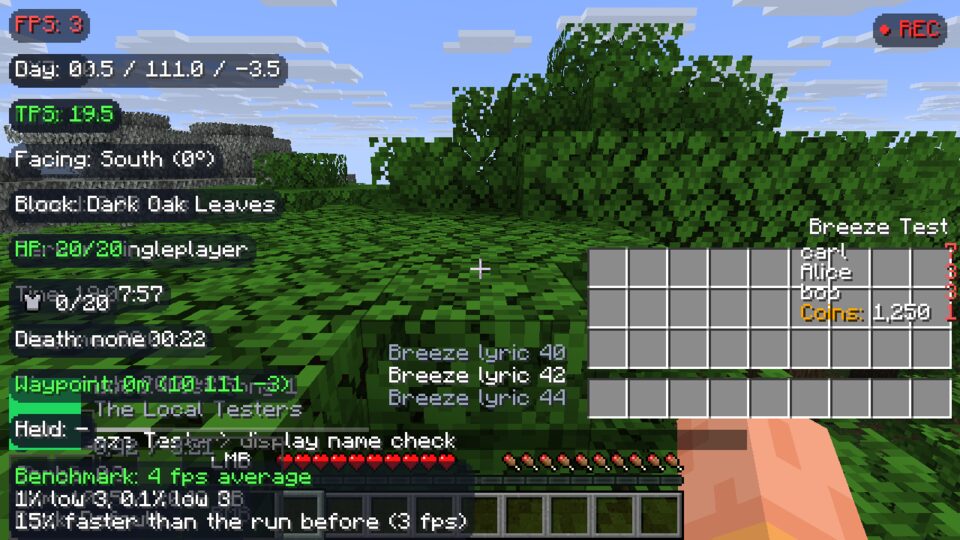 FPS: 3
REC
Day: 00.5 / 111.0 / -3.5
TPS: 19.5
Facing: South (0°)
Block: Dark Oak Leaves
Breeze Test
HP: 20/20 ingleplayer
carl 7
Alice 3
bob 3
Coins: 1,250 1
7:57
0/20
Death: none 00:22
Breeze lyric 40
Breeze lyric 42
Breeze lyric 44
Waypoint: 0m (10 111 -3)
The Local Testers
Held: -
display name check
LMB
Benchmark: 4 fps average
1% low 3, 0.1% low 3
15% faster than the run before (3 fps)